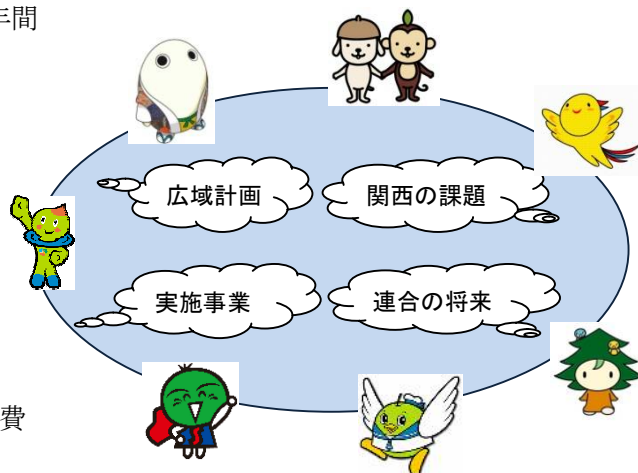 年間
広域計画
関西の課題
実施事業
連合の将来
費